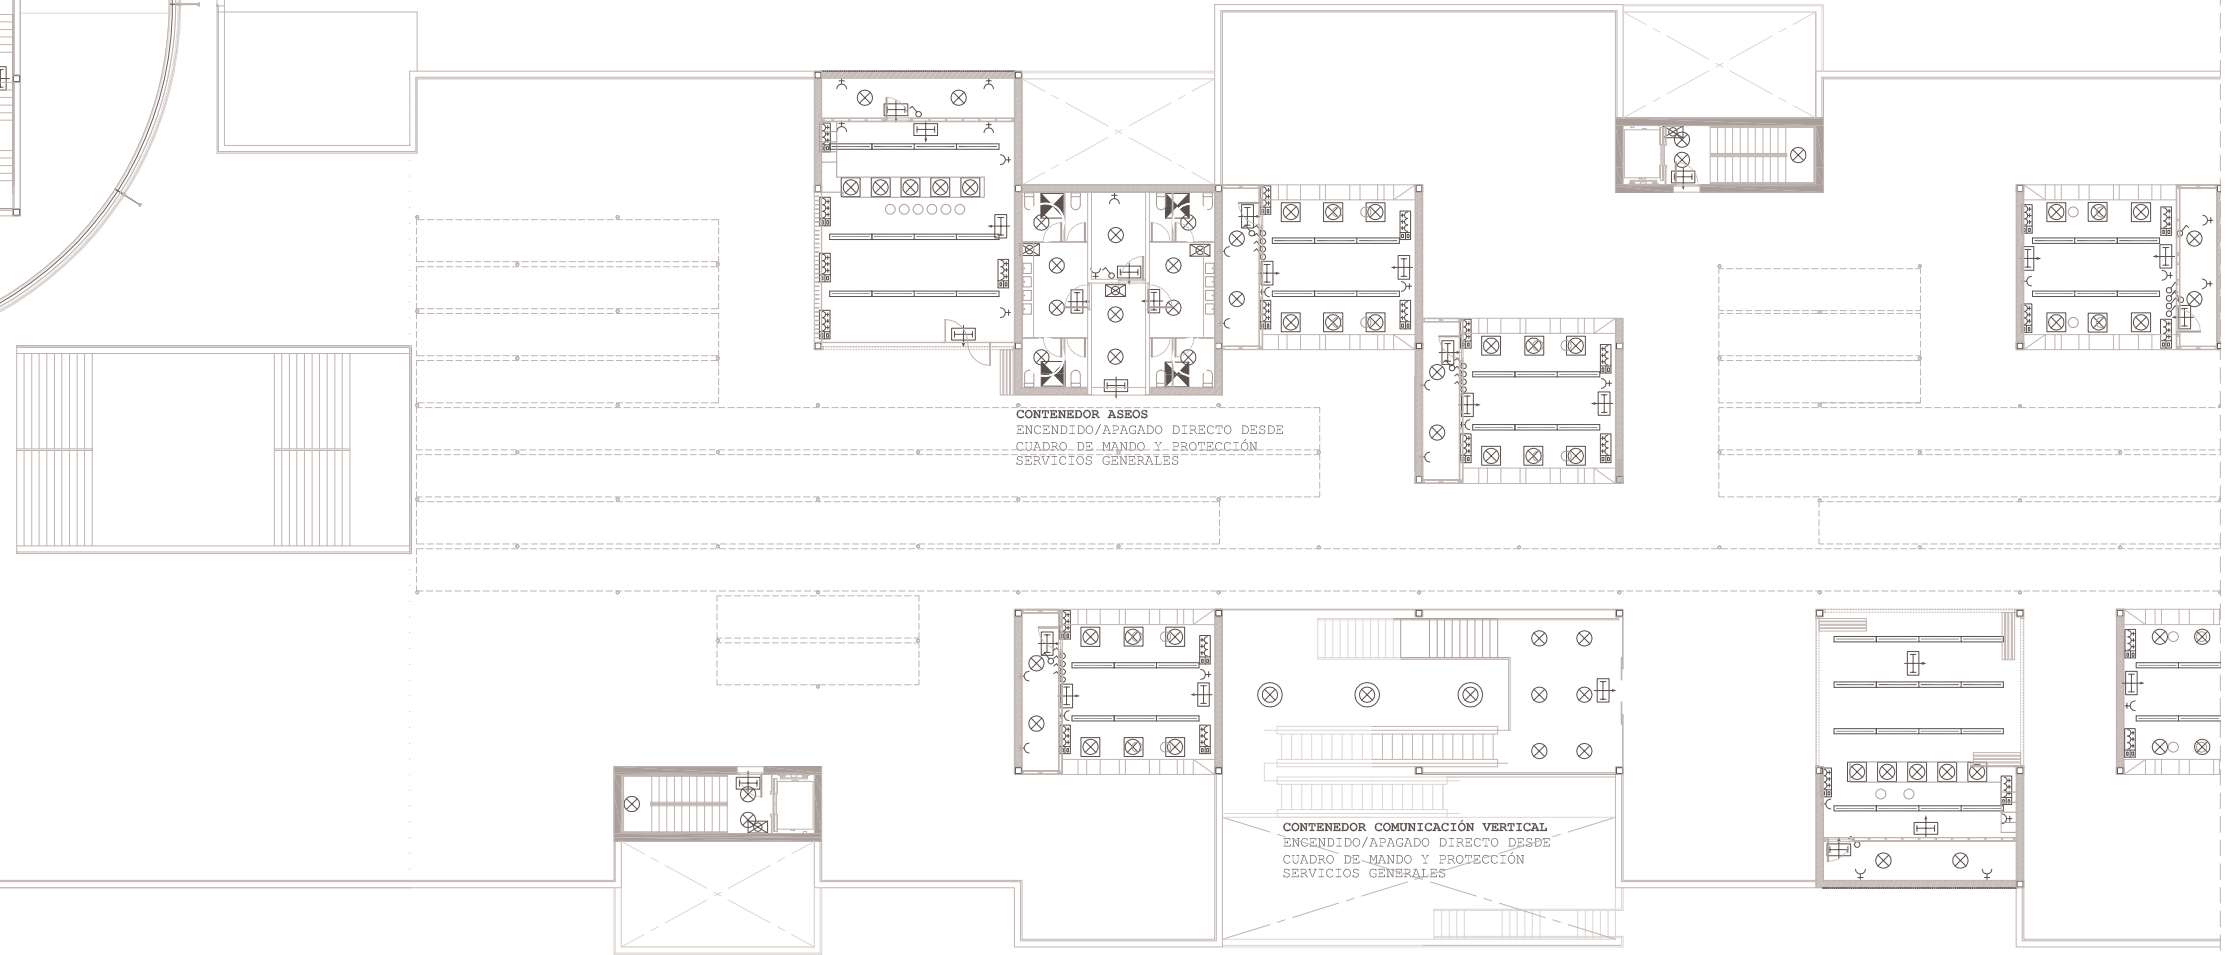 CONTENEDOR ASEOS
ENCENDIDO/APAGADO DIRECTO DESDE
CUADRO DE MANDO Y PROTECCIÓN
SERVICIOS GENERALES
CONTENEDOR COMUNICACIÓN VERTICAL
ENCENDIDO/APAGADO DIRECTO DESDE
CUADRO DE MANDO Y PROTECCIÓN
SERVICIOS GENERALES